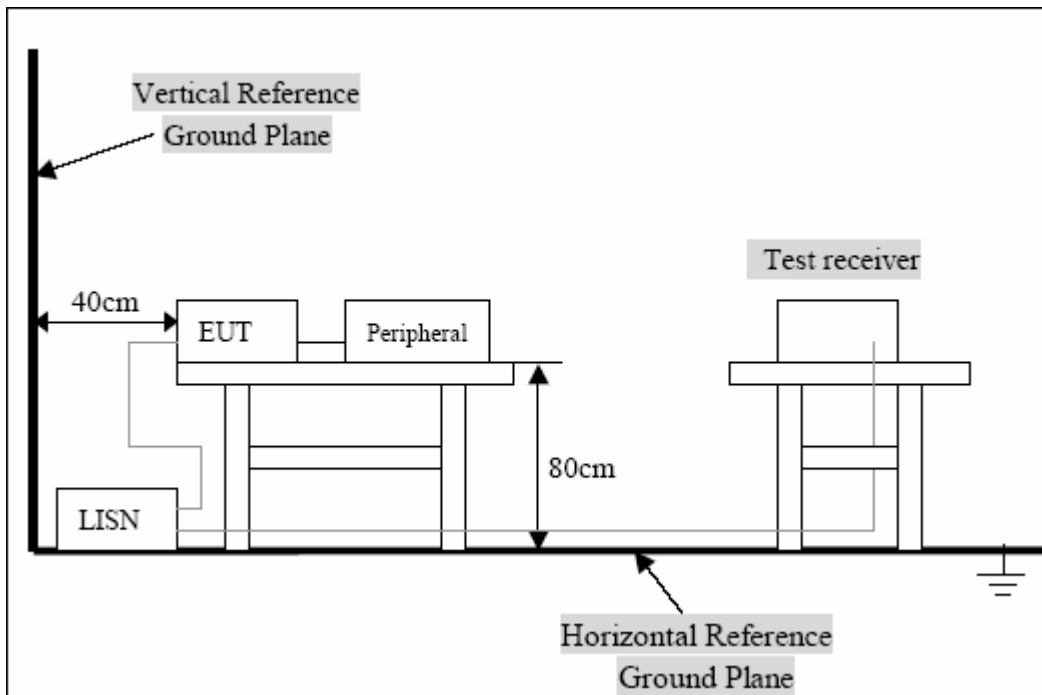 Vertical Reference
Ground Plane
Test receiver
40cm
EUT
Peripheral
80cm
LISN
Horizontal Reference
Ground Plane